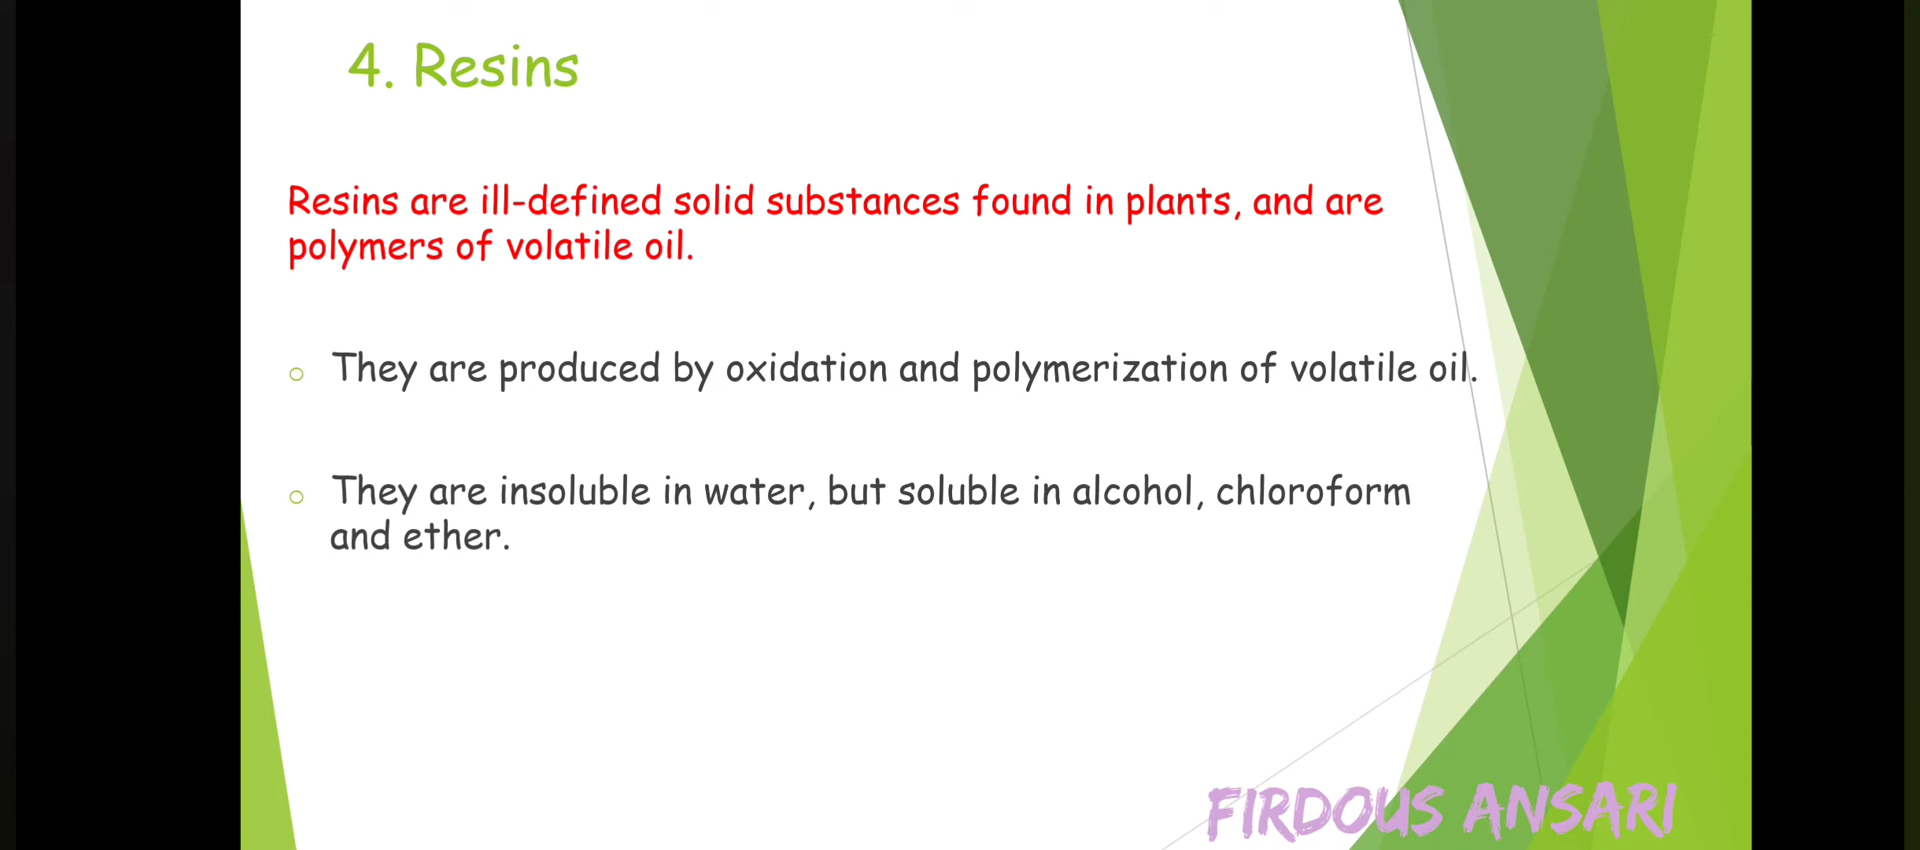 4. Resins
Resins are ill-defined solid substances found in plants, and are
polymers of volatile oil.
They are produced by oxidation and polymerization of volatile oil.
They are insoluble in water, but soluble in alcohol, chloroform
and ether.
FIRDOUS ANSARI